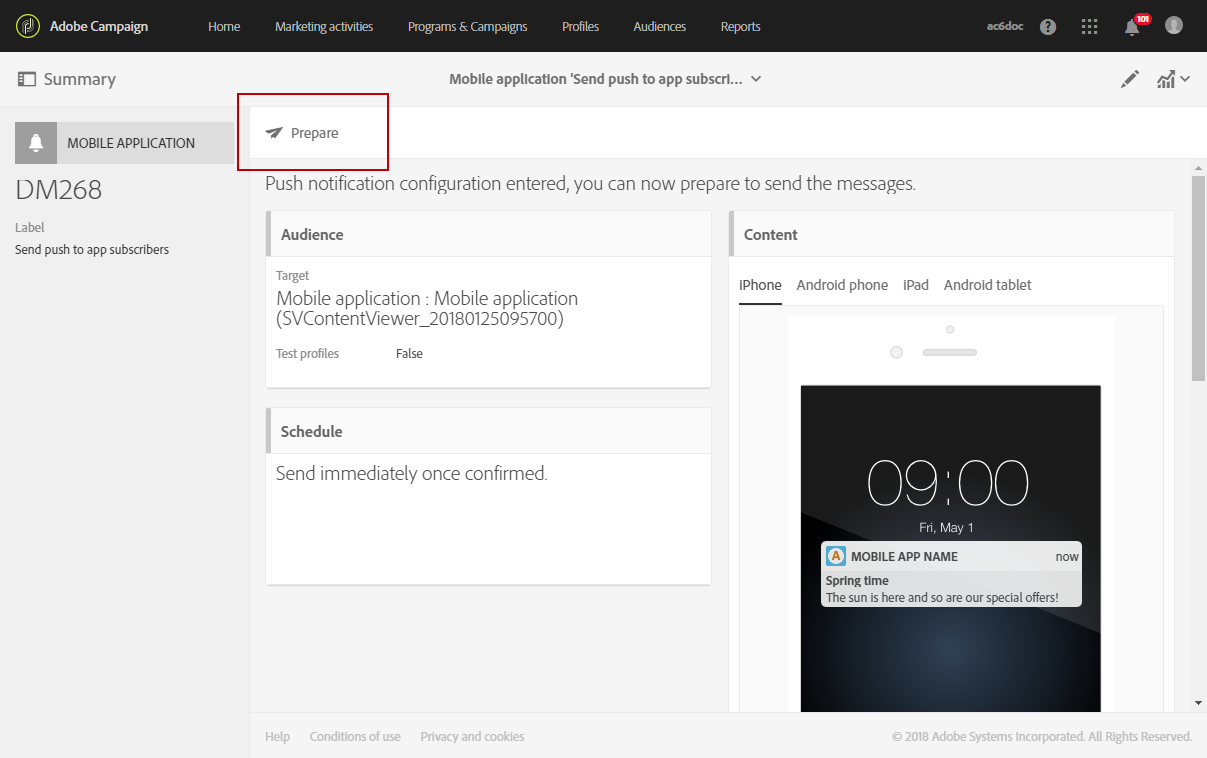 Adobe Campaign Home Marketing activities Programs & Campaigns Profiles Audiences Reports ac6doc ? 101
Summary Mobile application 'Send push to app subscri...
MOBILE APPLICATION
DM268
Label
Send push to app subscribers
Prepare
Push notification configuration entered, you can now prepare to send the messages.
Audience
Target
Mobile application : Mobile application
(SVContentViewer_20180125095700)
Test profiles False
Schedule
Send immediately once confirmed.
Content
iPhone Android phone iPad Android tablet
09:00
Fri, May 1
A MOBILE APP NAME now
Spring time
The sun is here and so are our special offers!
Help Conditions of use Privacy and cookies © 2018 Adobe Systems Incorporated. All Rights Reserved.